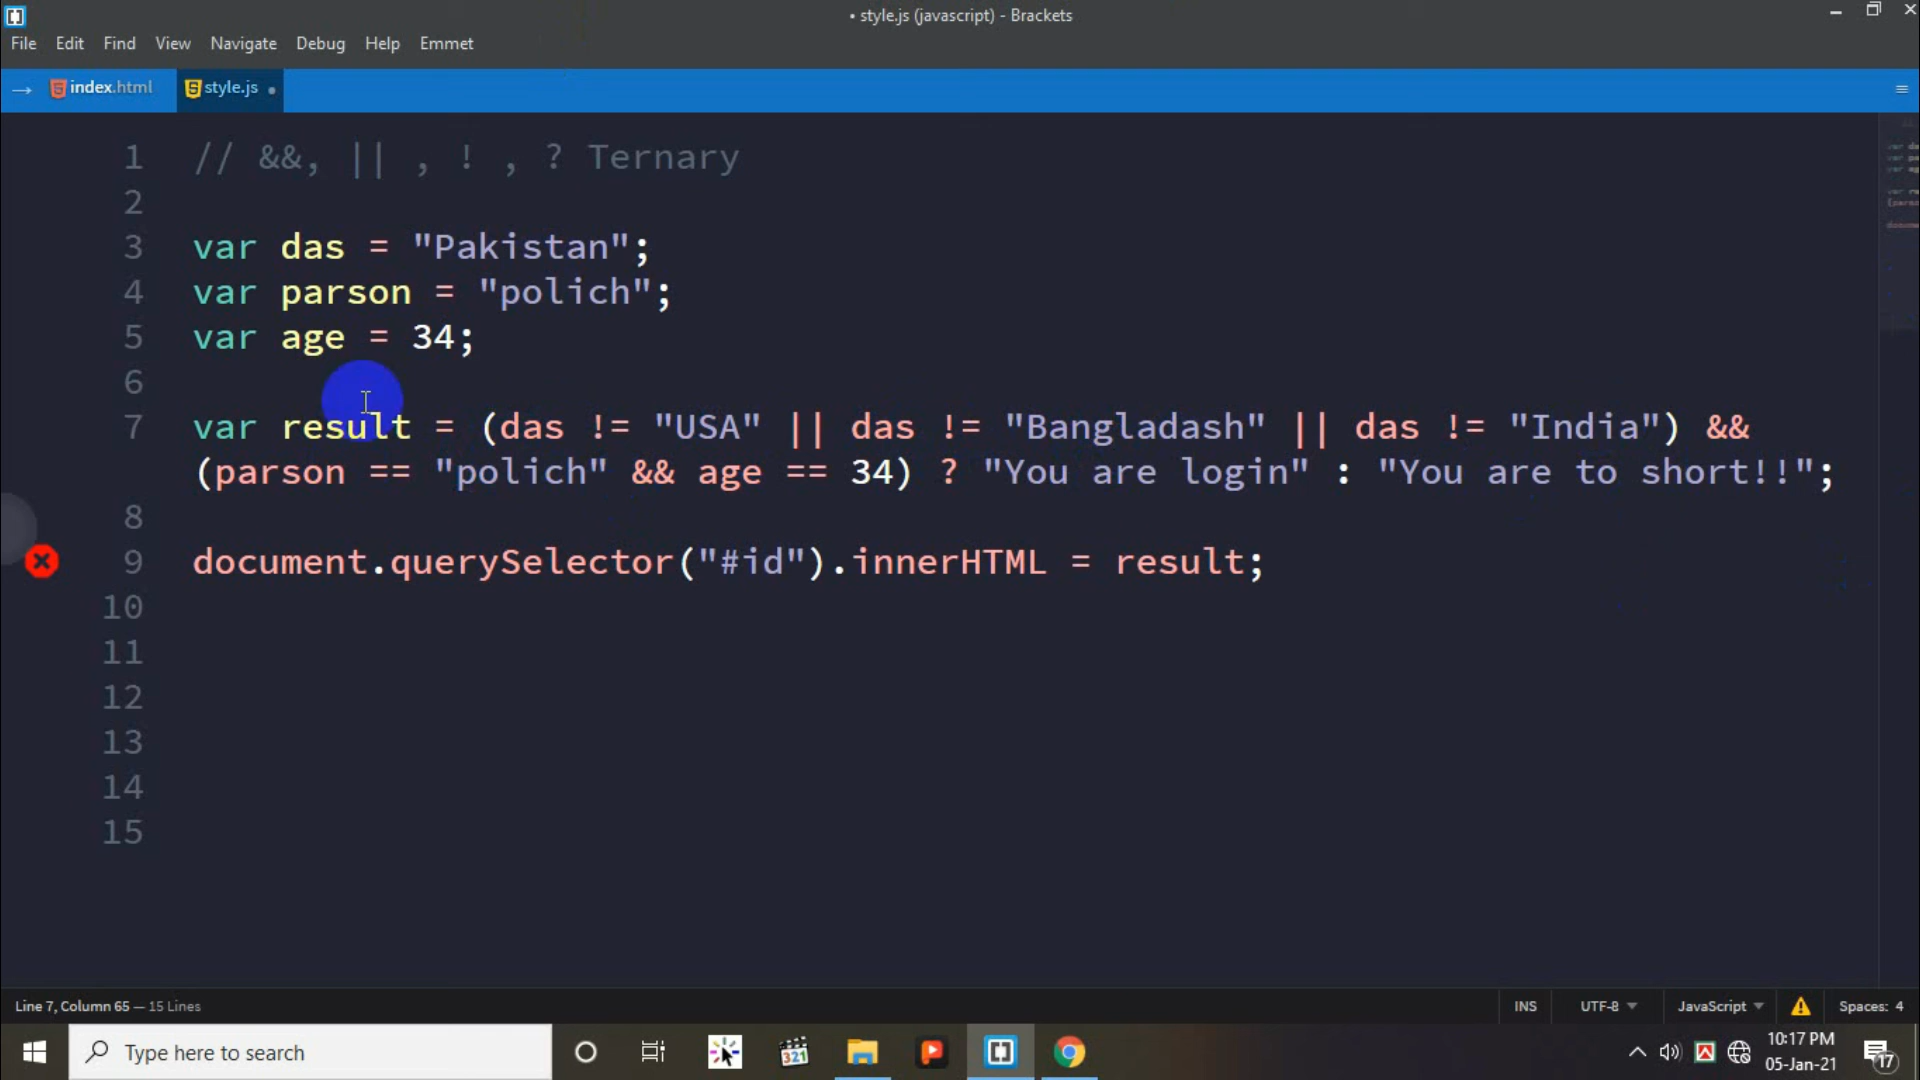 • style.js (javascript) - Brackets
File Edit Find View Navigate Debug Help Emmet
index.html style.js
1 // &&, || , ! , ? Ternary
2
3 var das = "Pakistan";
4 var parson = "polich";
5 var age = 34;
6
7 var result = (das != "USA" || das != "Bangladash" || das != "India") &&
(parson == "polich" && age == 34) ? "You are login" : "You are to short!!";
8
9 document.querySelector("#id").innerHTML = result;
10
11
12
13
14
15
Line 7, Column 65 — 15 Lines INS UTF-8 JavaScript Spaces: 4
Type here to search 321 10:17 PM
05-Jan-21 17